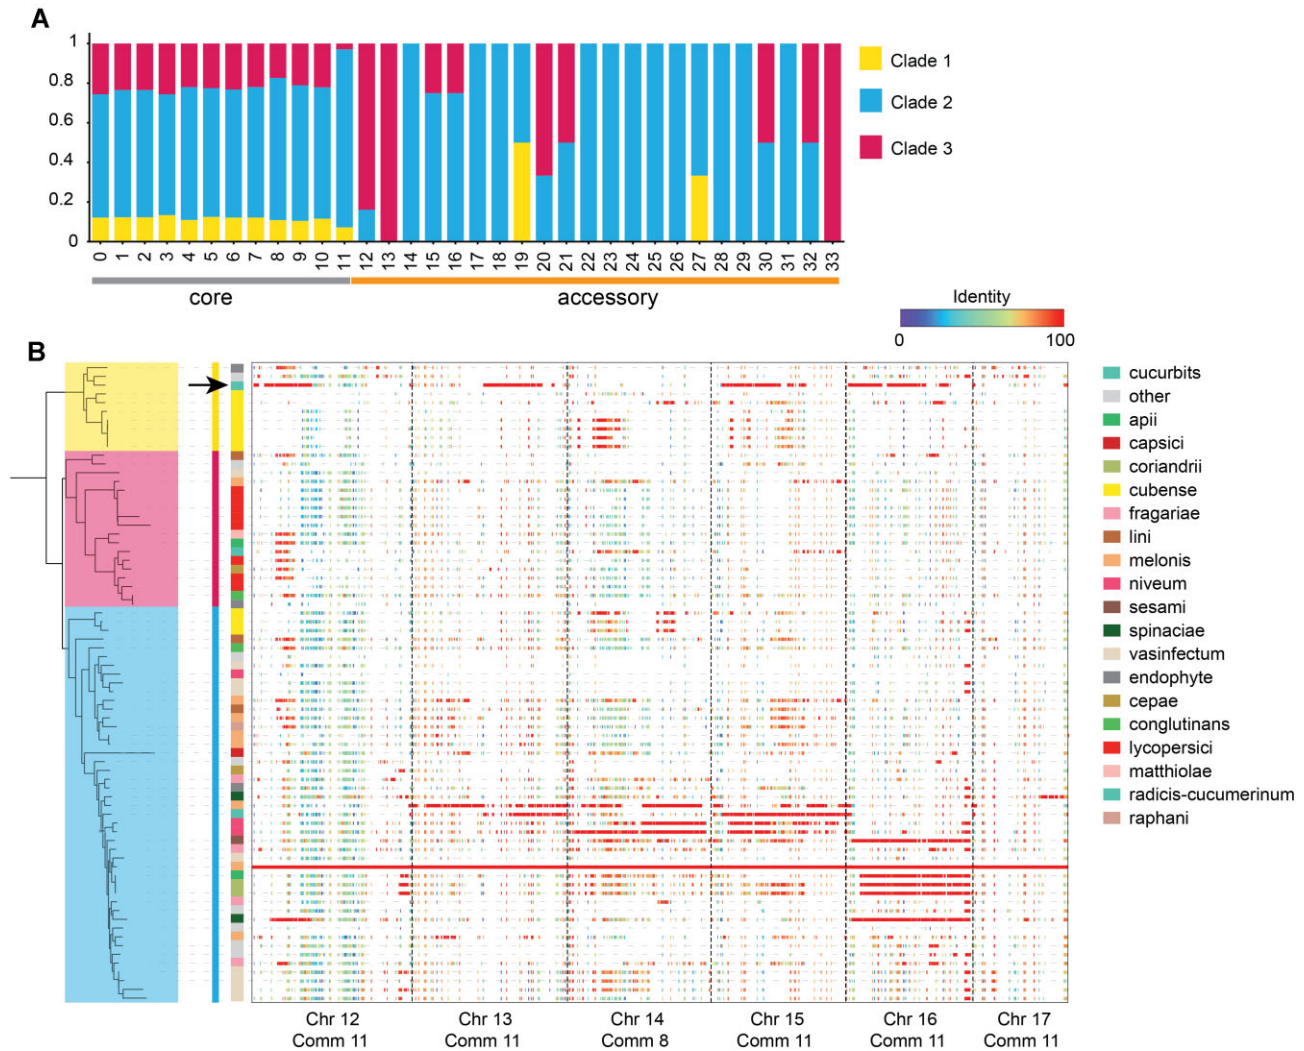 A
1
0.8
0.6
0.4
0.2
0
0 1 2 3 4 5 6 7 8 9 10 11 12 13 14 15 16 17 18 19 20 21 22 23 24 25 26 27 28 29 30 31 32 33
core accessory
Clade 1
Clade 2
Clade 3
Identity
0 100
B
cucurbits
other
apii
capsici
coriandrii
cubense
fragariae
lini
melonis
niveum
sesami
spinaciae
vasinfectum
endophyte
cepae
conglutinans
lycopersici
matthiolae
radicis-cucumerinum
raphani
Chr 12 Chr 13 Chr 14 Chr 15 Chr 16 Chr 17
Comm 11 Comm 11 Comm 8 Comm 11 Comm 11 Comm 11